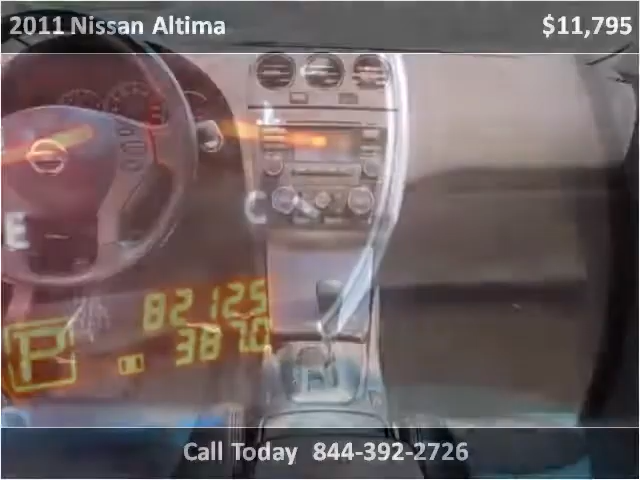 2011 Nissan Altima $11,795
E C
82125
P 387.0
Call Today 844-392-2726